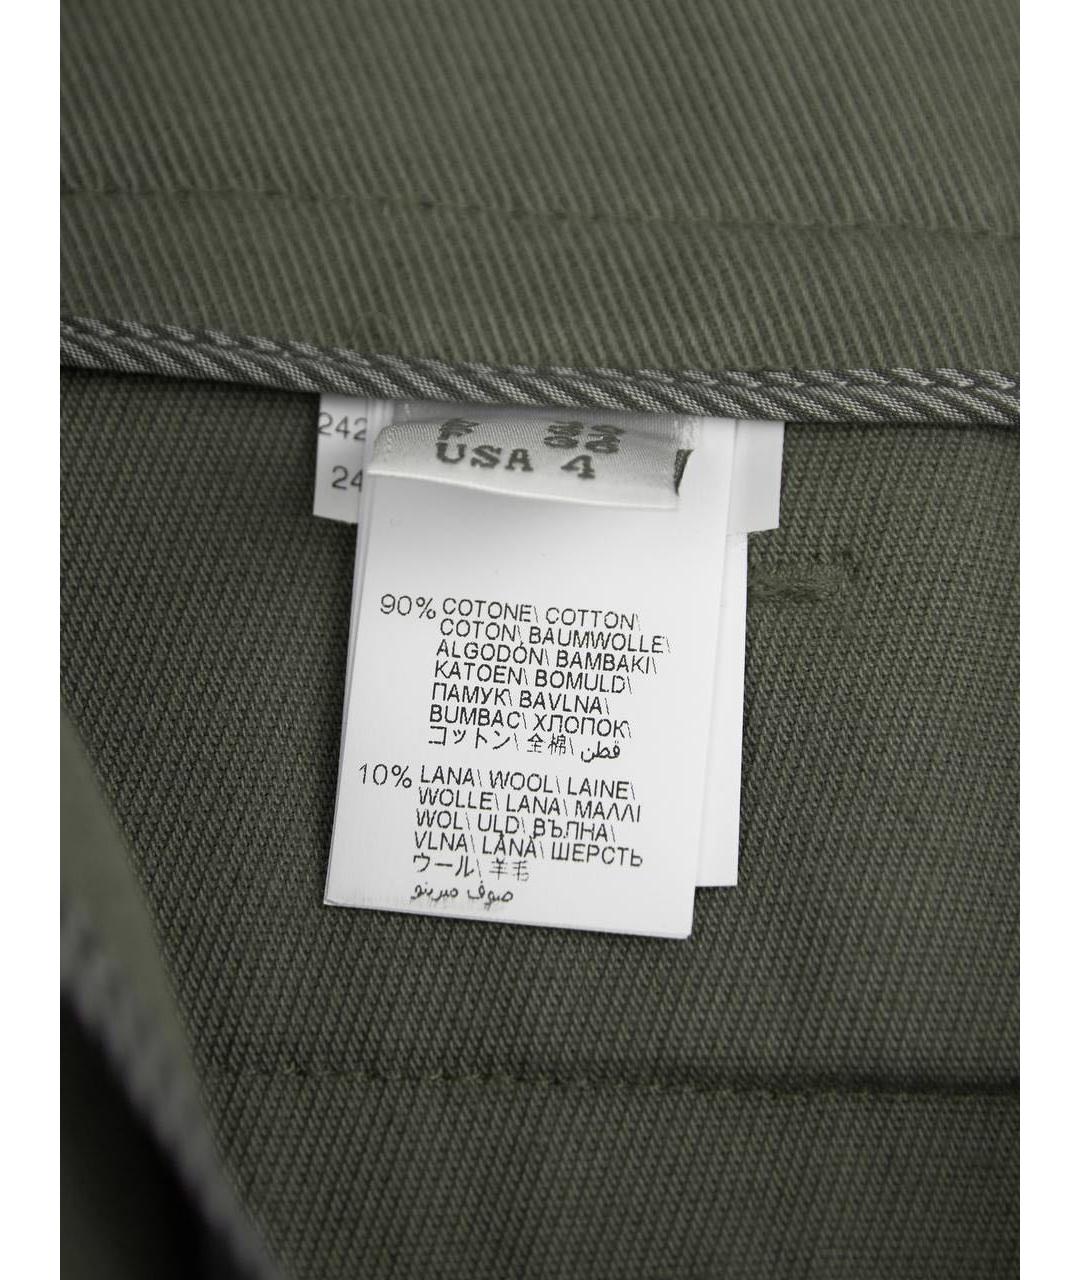 242
24
USA 4
90% COTONE\ COTTON\
COTON\ BAUMWOLLE\
ALGODÓN\ BAMBAKI\
KATOEN\ BOMULD\
ПАМУК\ BAVLNA\
BUMBAC\ ХЛОПОК\
コットン\ 全棉\ قطن
10% LANA\ WOOL\ LAINE\
WOLLE\ LANA\ ΜΑΛΛΙ
WOL\ ULD\ ВЪЛНА\
VLNA\ LÂNĂ\ ШЕРСТЬ
ウール\ 羊毛
صوف ميرينو